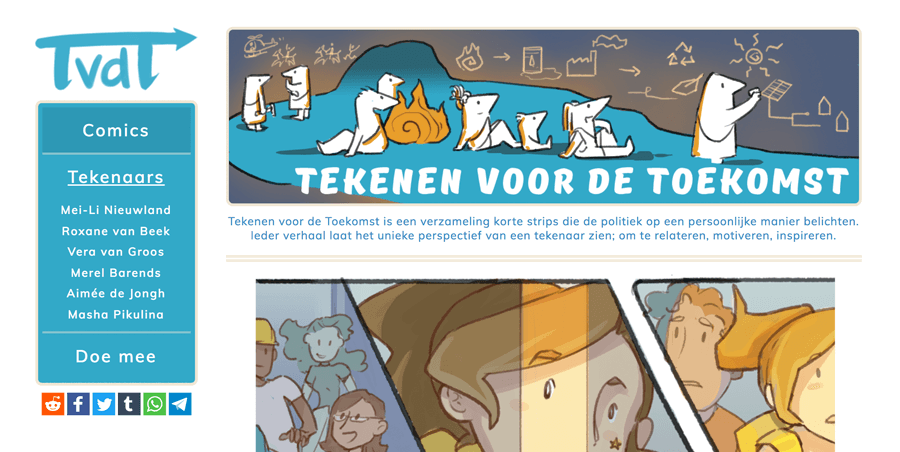 TvdT
Comics
Tekenaars
Mei-Li Nieuwland
Roxane van Beek
Vera van Groos
Merel Barends
Aimée de Jongh
Masha Pikulina
Doe mee
TEKENEN VOOR DE TOEKOMST
Tekenen voor de Toekomst is een verzameling korte strips die de politiek op een persoonlijke manier belichten.
Ieder verhaal laat het unieke perspectief van een tekenaar zien; om te relateren, motiveren, inspireren.